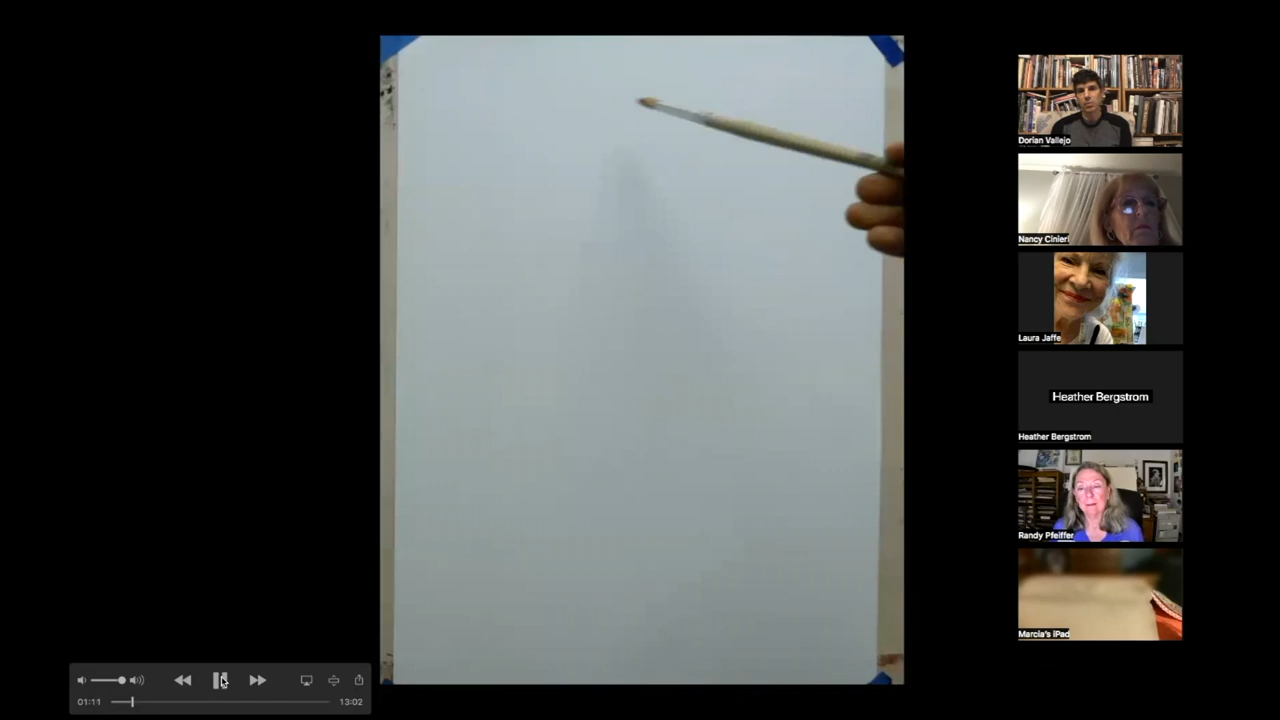 Dorian Vallejo
Nancy Cinieri
Laura Jaffe
Heather Bergstrom
Heather Bergstrom
Randy Pfeiffer
Marcia's iPad
01:11
13:02